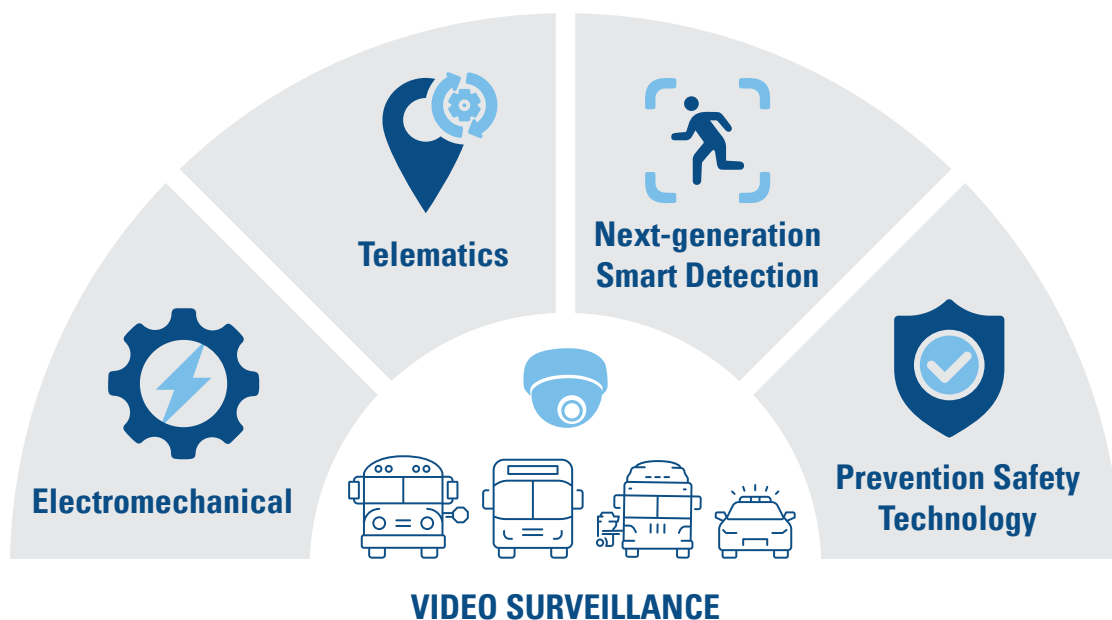 Telematics
Next-generation
Smart Detection
Electromechanical
Prevention Safety
Technology
VIDEO SURVEILLANCE